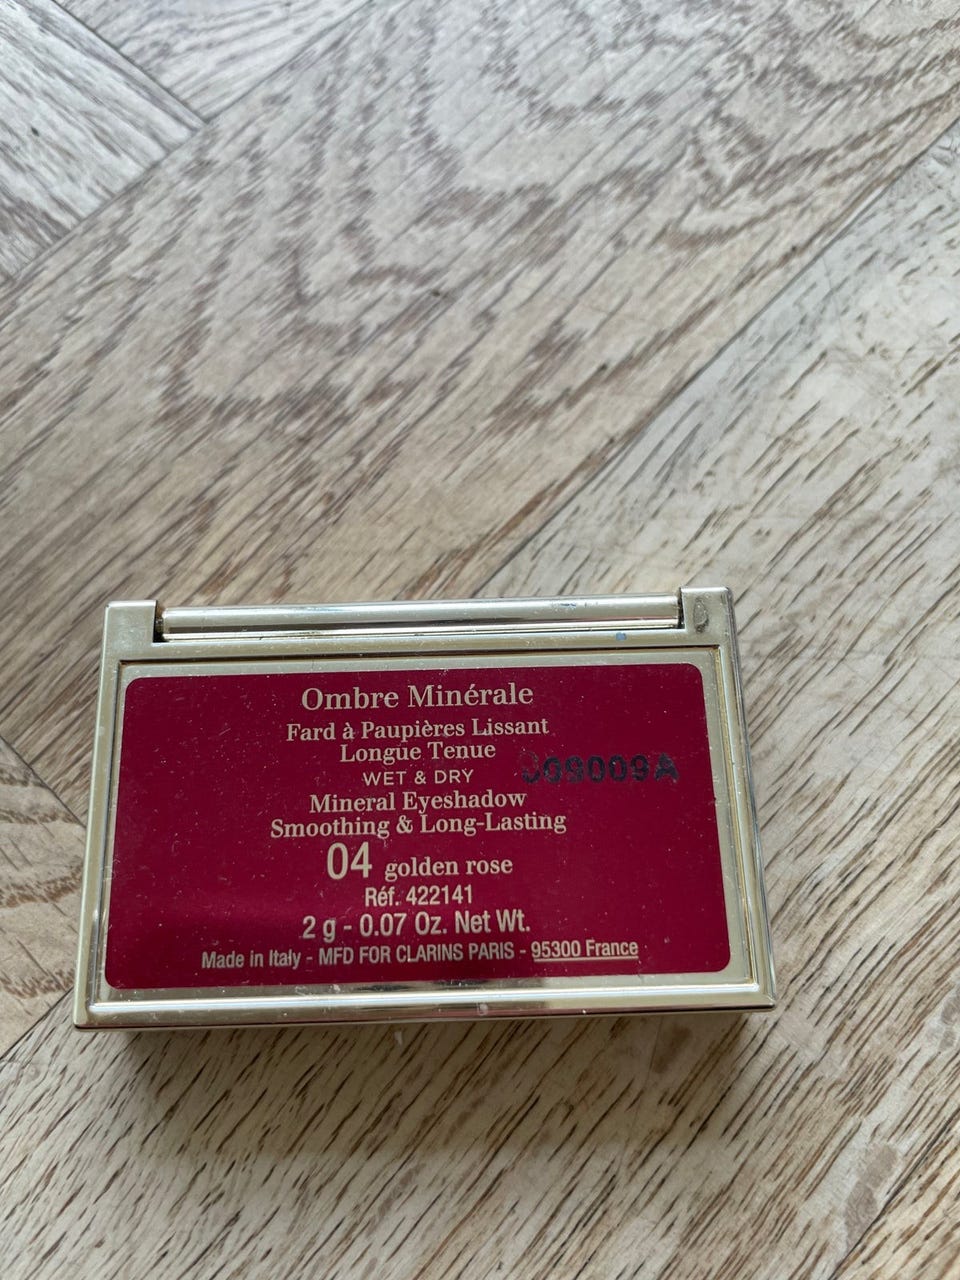 Ombre Minérale
Fard à Paupières Lissant
Longue Tenue
WET & DRY
Mineral Eyeshadow
Smoothing & Long-Lasting
04 golden rose
Réf. 422141
2 g - 0.07 Oz. Net Wt.
Made in Italy - MFD FOR CLARINS PARIS - 95300 France